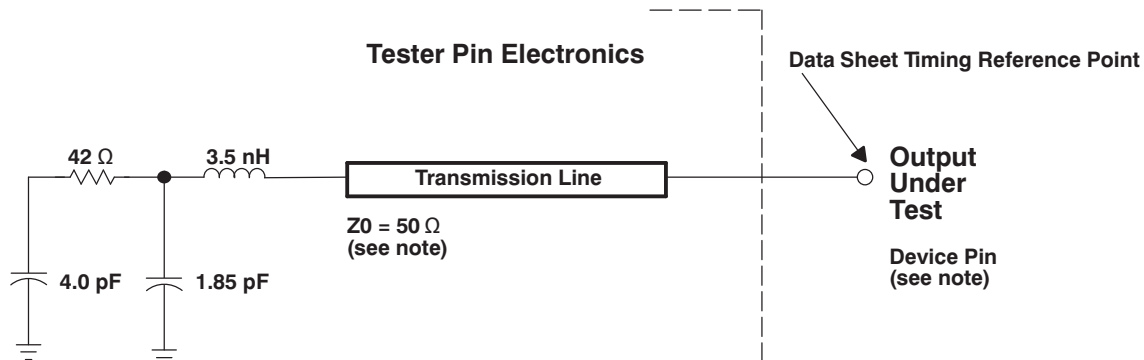 Tester Pin Electronics
Data Sheet Timing Reference Point
42 Ω
3.5 nH
Transmission Line
Output
Under
Test
Z0 = 50 Ω
(see note)
Device Pin
(see note)
4.0 pF
1.85 pF